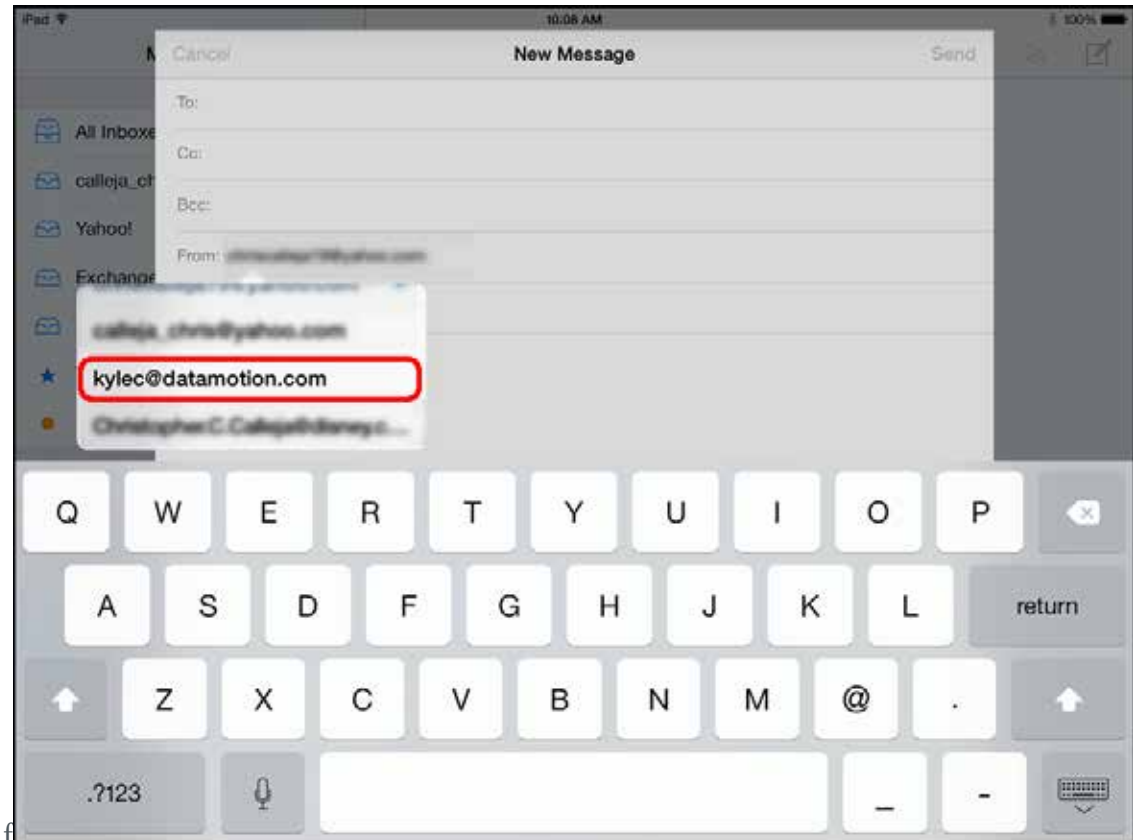 iPad 10:08 AM 100%
M Cancel New Message Send
To:
All Inboxe
Cc:
calleja_ch
Bcc:
Yahoo!
From:
Exchange
kylec@datamotion.com
Q W E R T Y U I O P
A S D F G H J K L return
Z X C V B N M @ .
.?123 _ -
f